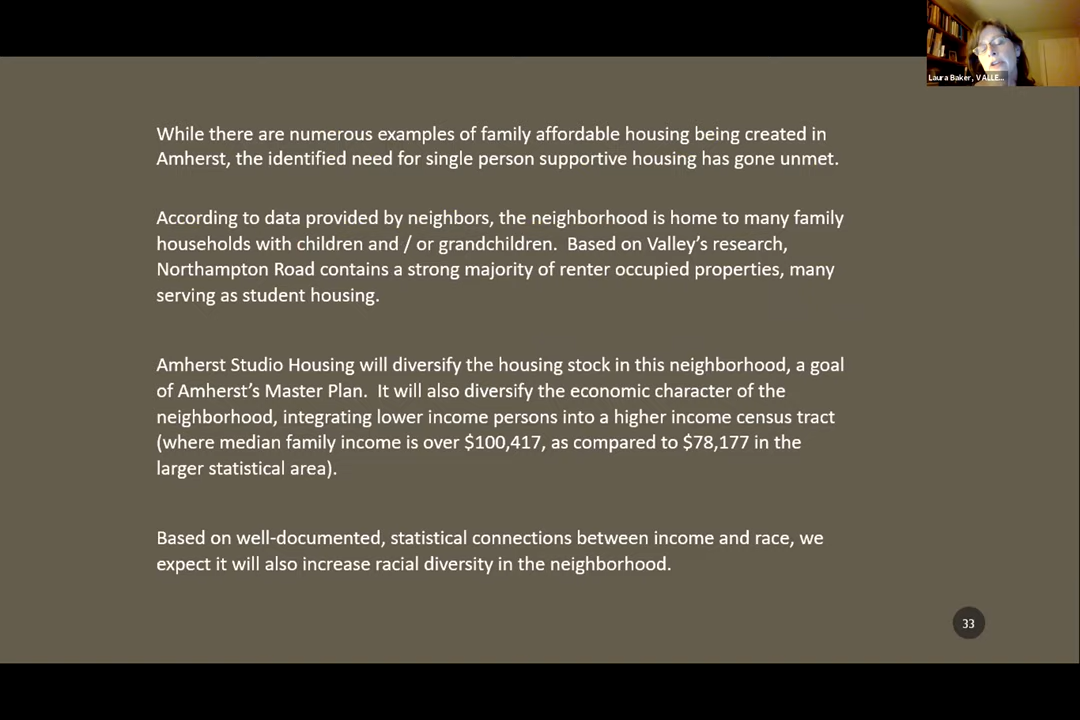 Laura Baker, VALLE...
While there are numerous examples of family affordable housing being created in
Amherst, the identified need for single person supportive housing has gone unmet.
According to data provided by neighbors, the neighborhood is home to many family
households with children and / or grandchildren.  Based on Valley’s research,
Northampton Road contains a strong majority of renter occupied properties, many
serving as student housing.
Amherst Studio Housing will diversify the housing stock in this neighborhood, a goal
of Amherst’s Master Plan.  It will also diversify the economic character of the
neighborhood, integrating lower income persons into a higher income census tract
(where median family income is over $100,417, as compared to $78,177 in the
larger statistical area).
Based on well-documented, statistical connections between income and race, we
expect it will also increase racial diversity in the neighborhood.
33